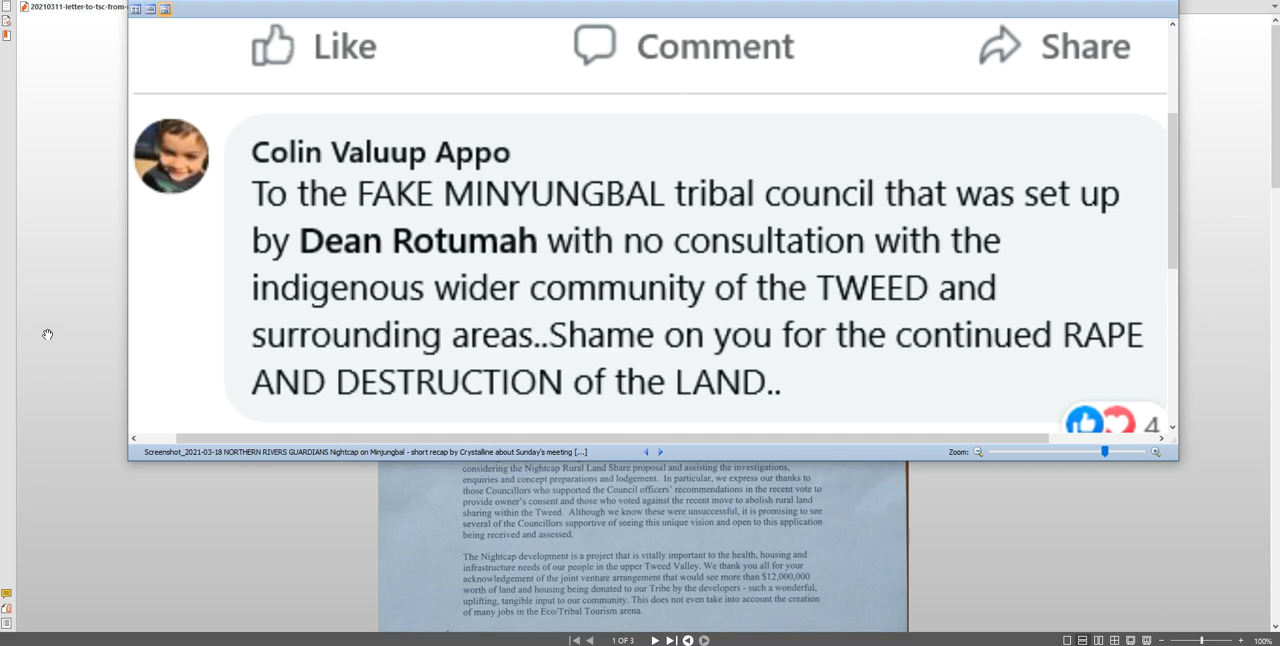 20210311-letter-to-tsc-from-
Like
Comment
Share
Colin Valuup Appo
To the FAKE MINYUNGBAL tribal council that was set up
by Dean Rotumah with no consultation with the
indigenous wider community of the TWEED and
surrounding areas..Shame on you for the continued RAPE
AND DESTRUCTION of the LAND..
4
Screenshot_2021-03-18 NORTHERN RIVERS GUARDIANS Nightcap on Minjungbal - short recap by Crystalline about Sunday's meeting [...]
Zoom:
considering the Nightcap Rural Land Share proposal and assisting the investigations,
enquiries and concept preparations and lodgement. In particular, we express our thanks to
those Councillors who supported the Council officers' recommendations in the recent vote to
provide owner's consent and those who voted against the recent move to abolish rural land
sharing within the Tweed. Although we know these were unsuccessful, it is promising to see
several of the Councillors supportive of seeing this unique vision and open to this application
being received and assessed.
The Nightcap development is a project that is vitally important to the health, housing and
infrastructure needs of our people in the upper Tweed Valley. We thank you all for your
acknowledgement of the joint venture arrangement that would see more than $12,000,000
worth of land and housing being donated to our Tribe by the developers - such a wonderful,
uplifting, tangible input to our community. This does not even take into account the creation
of many jobs in the Eco/Tribal Tourism arena.
1 OF 3
100%